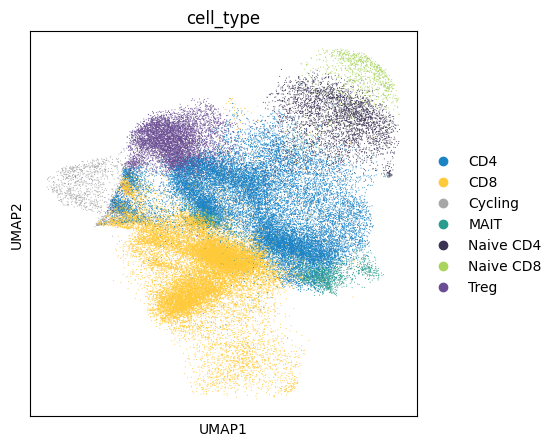 cell_type
CD4
CD8
Cycling
MAIT
Naive CD4
Naive CD8
Treg
UMAP2
UMAP1